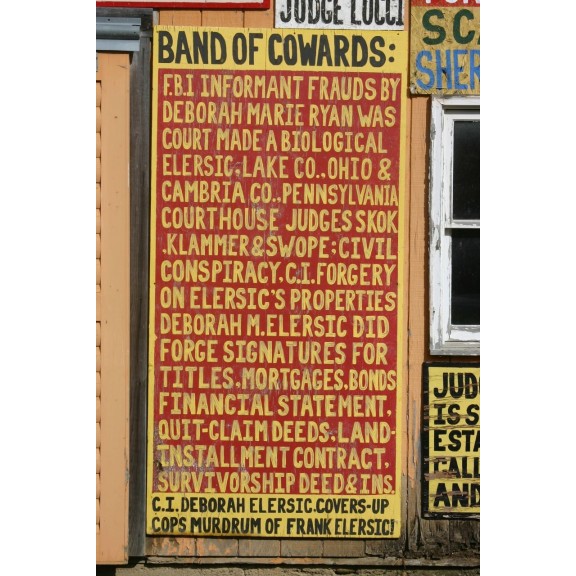 JUDGE LUCCI
BAND OF COWARDS:
F.B.I. INFORMANT FRAUDS BY
DEBORAH MARIE RYAN WAS
COURT MADE A BIOLOGICAL
ELERSIC, LAKE CO., OHIO &
CAMBRIA CO., PENNSYLVANIA
COURTHOUSE JUDGES SKOK
KLAMMER & SWOPE; CIVIL
CONSPIRACY, C.I. FORGERY
ON ELERSIC'S PROPERTIES
DEBORAH M. ELERSIC DID
FORGE SIGNATURES FOR
TITLES, MORTGAGES, BONDS
FINANCIAL STATEMENT,
QUIT-CLAIM DEEDS, LAND-
INSTALLMENT CONTRACT,
SURVIVORSHIP DEED & INS.
C.I. DEBORAH ELERSIC COVERS-UP
COPS MURDRUM OF FRANK ELERSIC!
SCA
SHER
JUDG
IS S
ESTA
CALL
AND